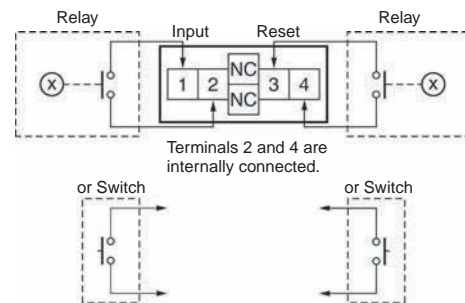 Relay Input Reset Relay
X NC X
1 2 3 4
NC
Terminals 2 and 4 are
internally connected.
or Switch or Switch